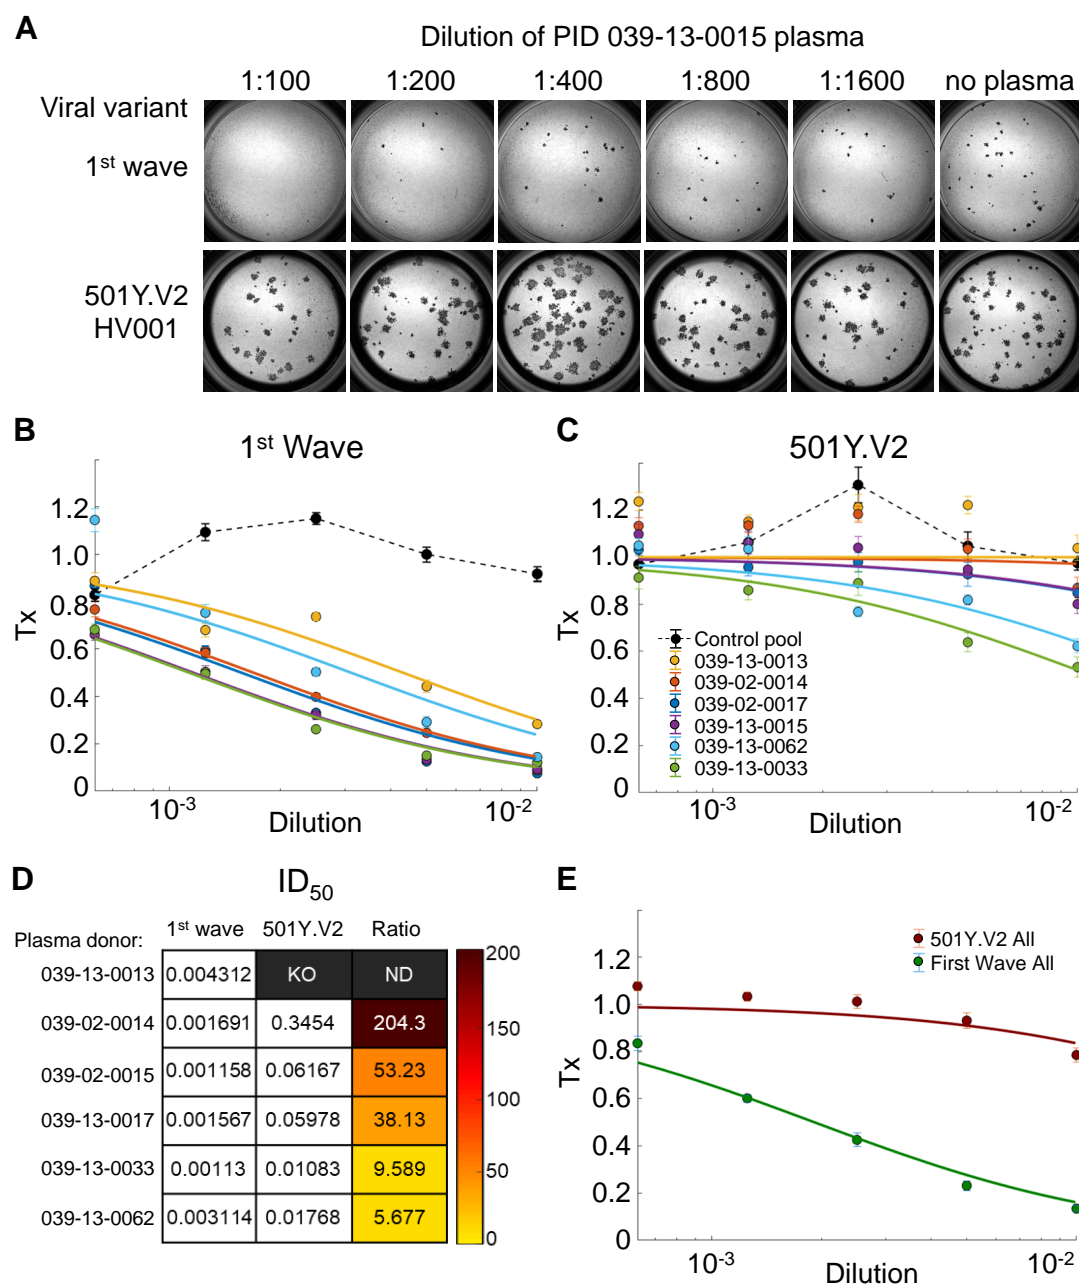 A
Dilution of PID 039-13-0015 plasma
1:100 1:200 1:400 1:800 1:1600 no plasma
Viral variant
1st wave
501Y.V2
HV001
B
1st Wave
1.2
1.0
0.8
0.6
0.4
0.2
0
Tx
10-3
10-2
Dilution
C
501Y.V2
1.2
1.0
0.8
0.6
0.4
0.2
0
Tx
Control pool
039-13-0013
039-02-0014
039-02-0017
039-13-0015
039-13-0062
039-13-0033
10-3
10-2
Dilution
D
ID50
Plasma donor: 1st wave 501Y.V2 Ratio
039-13-0013 0.004312 KO ND
039-02-0014 0.001691 0.3454 204.3
039-02-0015 0.001158 0.06167 53.23
039-13-0017 0.001567 0.05978 38.13
039-13-0033 0.00113 0.01083 9.589
039-13-0062 0.003114 0.01768 5.677
200
150
100
50
0
E
501Y.V2 All
First Wave All
1.2
1.0
0.8
0.6
0.4
0.2
0
Tx
10-3
10-2
Dilution